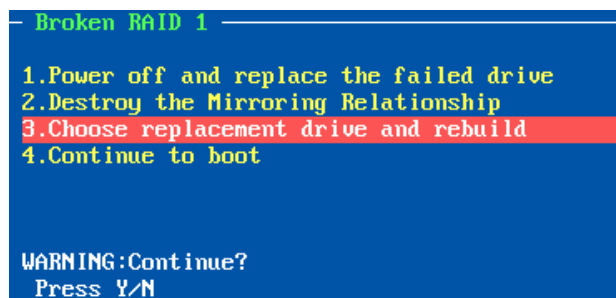 Broken RAID 1
1.Power off and replace the failed drive
2.Destroy the Mirroring Relationship
3.Choose replacement drive and rebuild
4.Continue to boot
WARNING:Continue?
Press Y/N